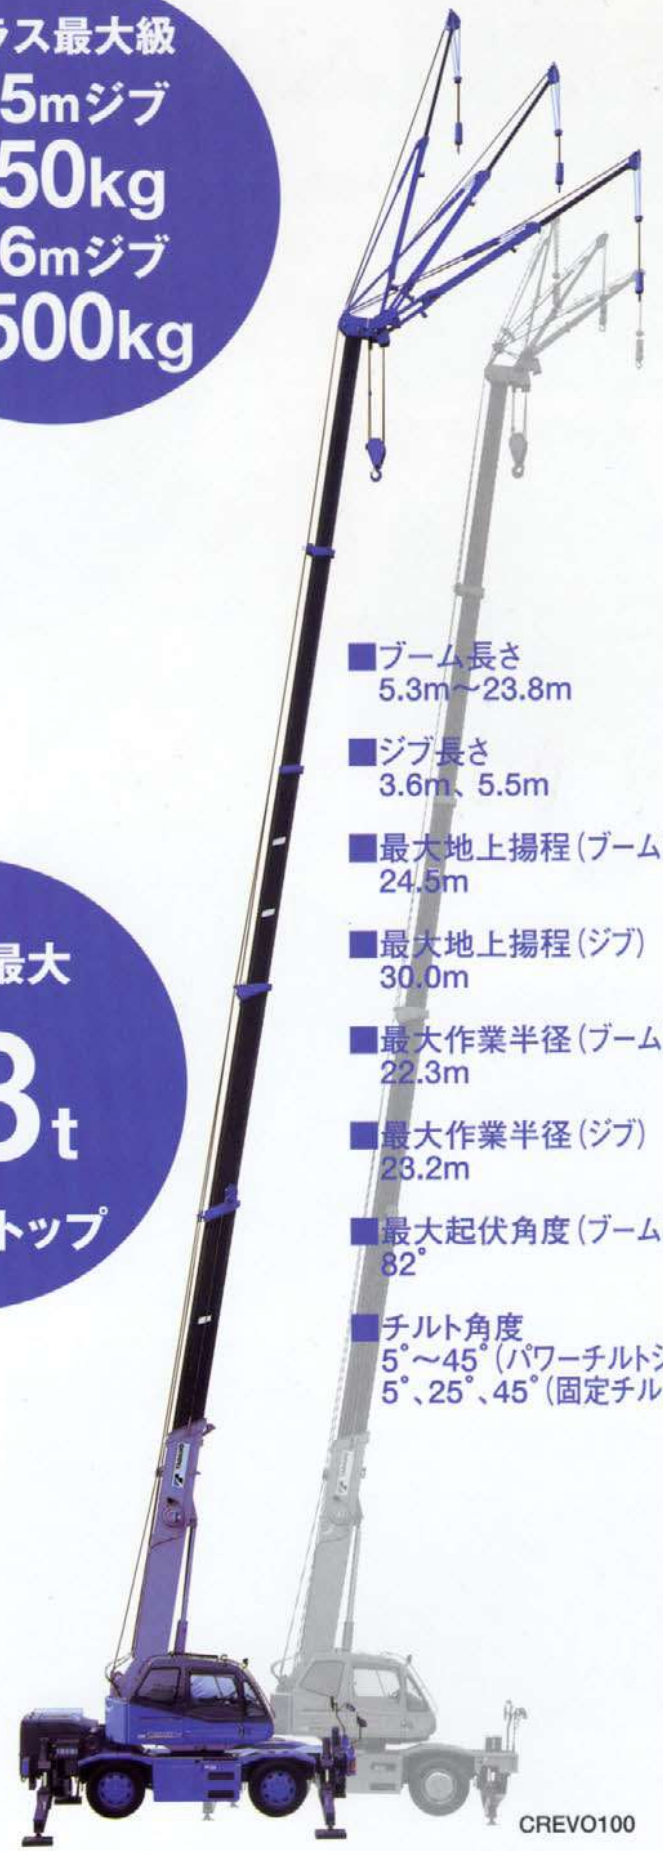 ラス最大級
5mジブ
50kg
6mジブ
500kg
■ブーム長さ
5.3m～23.8m
■ジブ長さ
3.6m、5.5m
■最大地上揚程(ブーム
24.5m
■最大地上揚程(ジブ)
30.0m
最大
3t
トップ
■最大作業半径(ブーム
22.3m
■最大作業半径(ジブ)
23.2m
■最大起伏角度(ブーム
82°
■チルト角度
5°～45°(パワーチルトジ
5°、25°、45°(固定チル
CREVO100